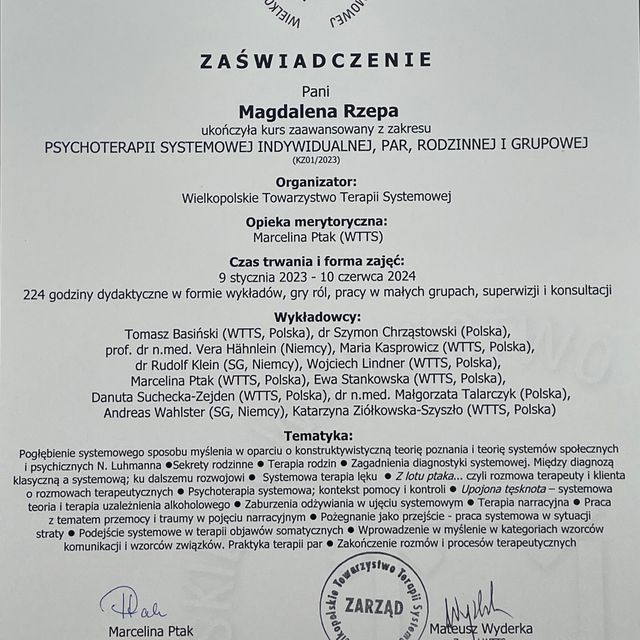 WIELKO
MOWEJ
ZAŚWIADCZENIE
Pani
Magdalena Rzepa
ukończyła kurs zaawansowany z zakresu
PSYCHOTERAPII SYSTEMOWEJ INDYWIDUALNEJ, PAR, RODZINNEJ I GRUPOWEJ
(KZ01/2023)
Organizator:
Wielkopolskie Towarzystwo Terapii Systemowej
Opieka merytoryczna:
Marcelina Ptak (WTTS)
Czas trwania i forma zajęć:
9 stycznia 2023 - 10 czerwca 2024
224 godziny dydaktyczne w formie wykładów, gry ról, pracy w małych grupach, superwizji i konsultacji
Wykładowcy:
Tomasz Basiński (WTTS, Polska), dr Szymon Chrząstowski (Polska),
prof. dr n.med. Vera Hähnlein (Niemcy), Maria Kasprowicz (WTTS, Polska),
dr Rudolf Klein (SG, Niemcy), Wojciech Lindner (WTTS, Polska),
Marcelina Ptak (WTTS, Polska), Ewa Stankowska (WTTS, Polska),
Danuta Suchecka-Zejden (WTTS, Polska), dr n.med. Małgorzata Talarczyk (Polska),
Andreas Wahlster (SG, Niemcy), Katarzyna Ziółkowska-Szyszło (WTTS, Polska)
Tematyka:
Pogłębienie systemowego sposobu myślenia w oparciu o konstruktywistyczną teorię poznania i teorię systemów społecznych
i psychicznych N. Luhmanna ●Sekrety rodzinne ● Terapia rodzin ● Zagadnienia diagnostyki systemowej. Między diagnozą
klasyczną a systemową; ku dalszemu rozwojowi ● Systemowa terapia lęku ● Z lotu ptaka... czyli rozmowa terapeuty i klienta
o rozmowach terapeutycznych ● Psychoterapia systemowa; kontekst pomocy i kontroli ● Upojona tęsknota – systemowa
teoria i terapia uzależnienia alkoholowego ● Zaburzenia odżywiania w ujęciu systemowym ● Terapia narracyjna ● Praca
z tematem przemocy i traumy w pojęciu narracyjnym ● Pożegnanie jako przejście - praca systemowa w sytuacji
straty ● Podejście systemowe w terapii objawów somatycznych ● Wprowadzenie w myślenie w kategoriach wzorców
komunikacji i wzorców związków. Praktyka terapii par ● Zakończenie rozmów i procesów terapeutycznych
elkopolskie Towarzystwo Terapii Systemo
ZARZĄD
Marcelina Ptak
Mateusz Wyderka